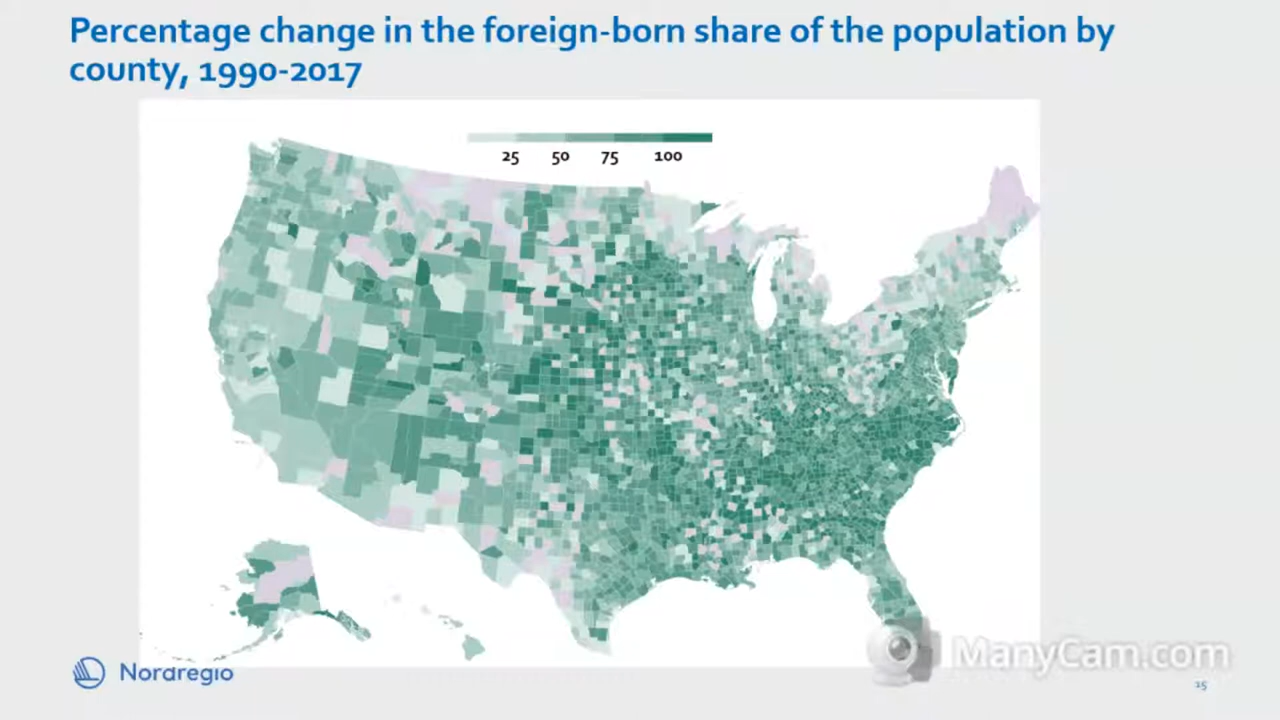 Percentage change in the foreign-born share of the population by
county, 1990-2017
25 50 75 100
Nordregio
ManyCam.com
25